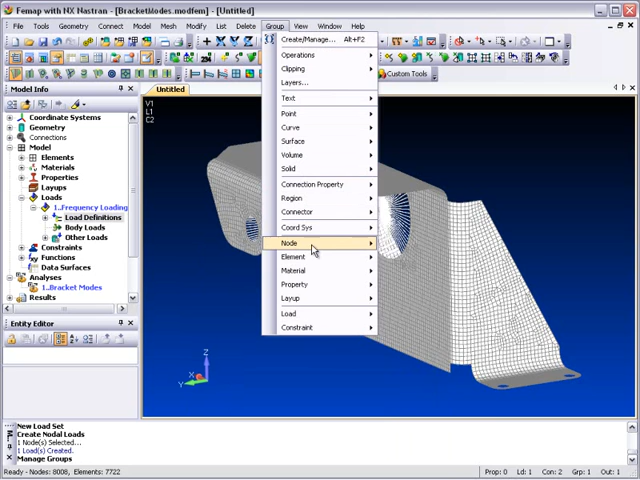 Femap with NX Nastran - [BracketModes.modfem] - [Untitled]
File Tools Geometry Connect Model Mesh Modify List Delete Group View Window Help
Custom Tools
Model Info
Coordinate Systems
Geometry
Connections
Model
Elements
Materials
Properties
Layups
Loads
1..Frequency Loading
Load Definitions
Body Loads
Other Loads
Constraints
Functions
Data Surfaces
Analyses
1..Bracket Modes
Results
Entity Editor
Untitled
V1
L1
C2
Create/Manage... Alt+F2
Operations
Clipping
Layers...
Text
Point
Curve
Surface
Volume
Solid
Connection Property
Region
Connector
Coord Sys
Node
Element
Material
Property
Layup
Load
Constraint
Z
X
Y
M...
New Load Set
Create Nodal Loads
1 Node(s) Selected...
1 Load(s) Created.
Manage Groups
Ready - Nodes: 8008, Elements: 7722
Prop: 0 Ld: 1 Con: 2 Grp: 1 Out: 1